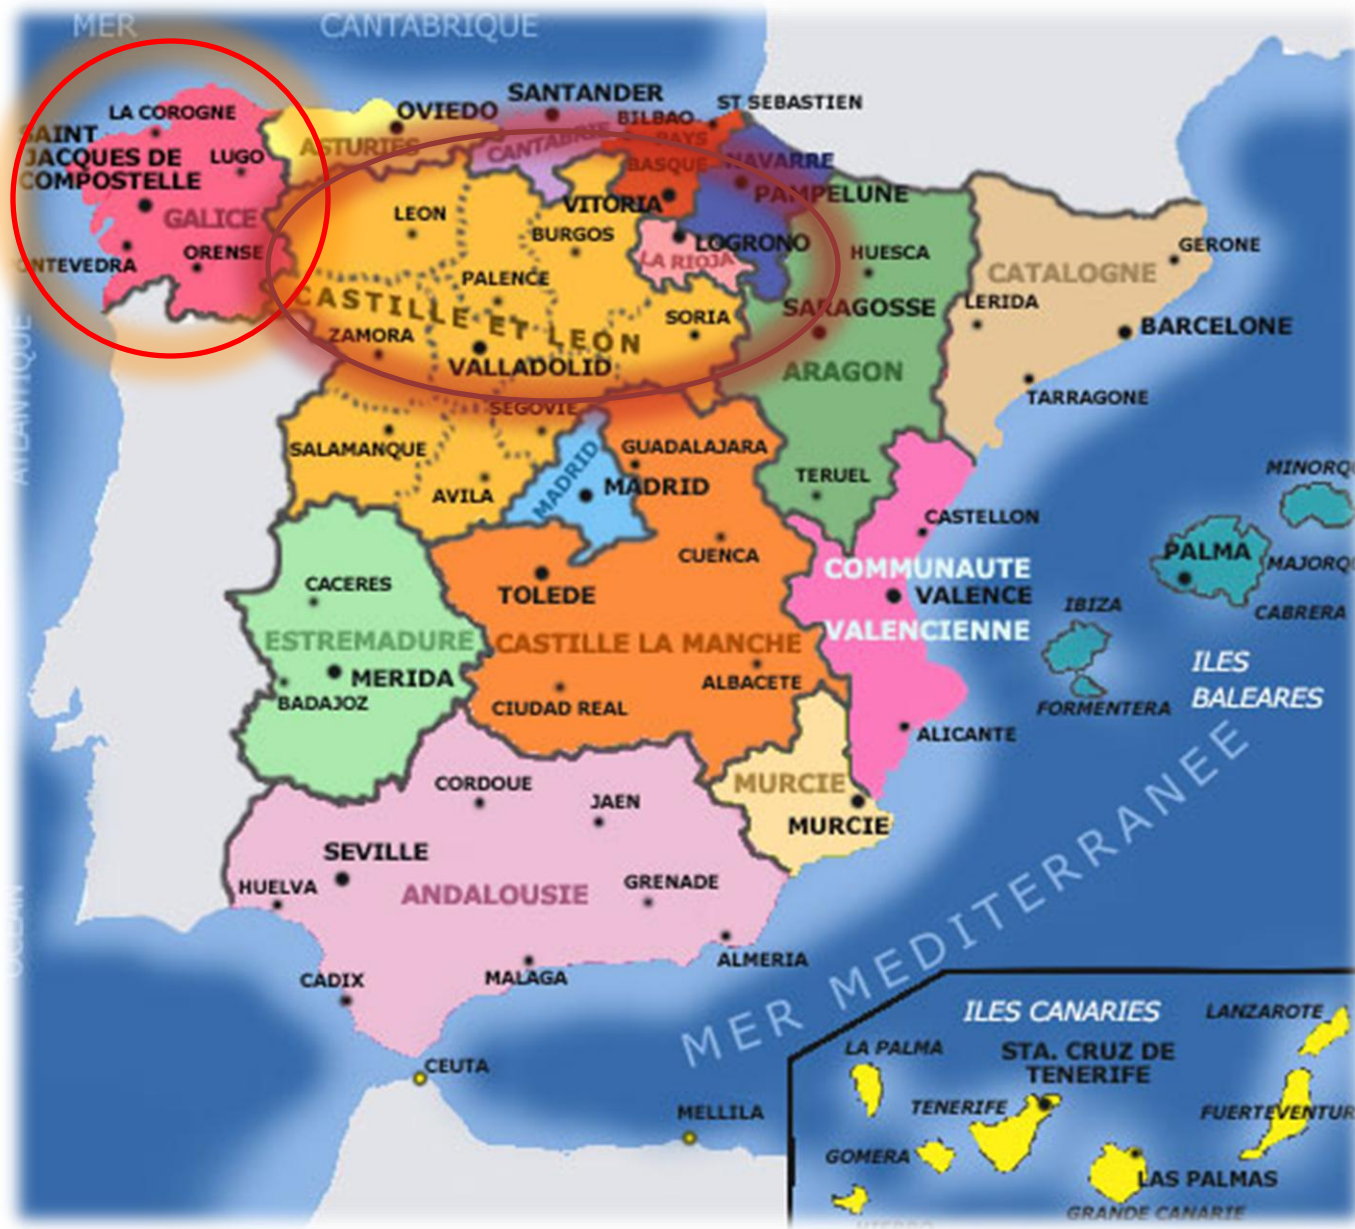 MER CANTABRIQUE
LA COROGNE
SAINT
JACQUES DE
COMPOSTELLE
LUGO
GALICE
ORENSE
ONTEVEDRA
OVIEDO
ASTURIES
SANTANDER
CANTABRIE
BILBAO
PAYS
BASQUE
ST SEBASTIEN
NAVARRE
PAMPELUNE
VITORIA
LEON
BURGOS
LOGRONO
LA RIOJA
PALENCE
CASTILLE ET LEON
ZAMORA
VALLADOLID
SORIA
SEGOVIE
SALAMANQUE
AVILA
HUESCA
SARAGOSSE
ARAGON
TERUEL
CATALOGNE
GERONE
LERIDA
BARCELONE
TARRAGONE
MADRID
MADRID
GUADALAJARA
CUENCA
TOLEDE
CASTILLE LA MANCHE
ALBACETE
CIUDAD REAL
CACERES
ESTREMADURE
MERIDA
BADAJOZ
CASTELLON
COMMUNAUTE
VALENCE
VALENCIENNE
ALICANTE
MINORQU
PALMA
MAJORQU
CABRERA
IBIZA
FORMENTERA
ILES
BALEARES
MURCIE
MURCIE
CORDOUE
JAEN
SEVILLE
HUELVA
ANDALOUSIE
GRENADE
ALMERIA
MALAGA
CADIX
CEUTA
MELLILA
MER MEDITERRANEE
OCEAN
ATLANTIQUE
ILES CANARIES
LANZAROTE
LA PALMA
STA. CRUZ DE
TENERIFE
TENERIFE
FUERTEVENTUR
GOMERA
LAS PALMAS
GRANDE CANARIE